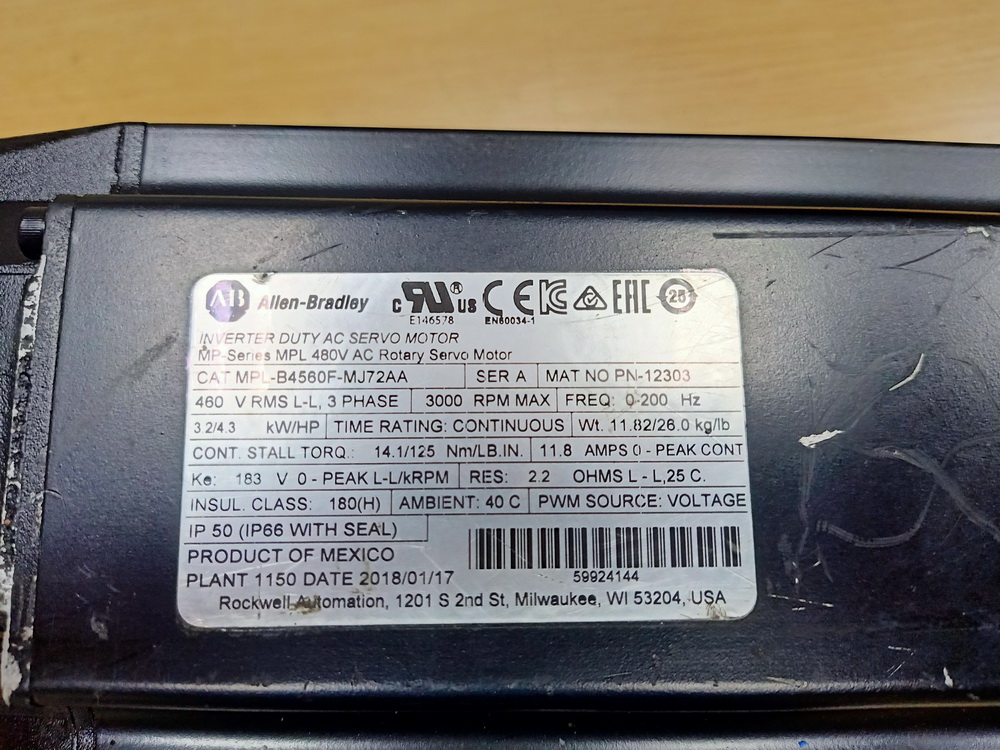 AB Allen-Bradley c RU ® US CE KC EAC 25
E146578 EN60034-1
INVERTER DUTY AC SERVO MOTOR
MP-Series MPL 480V AC Rotary Servo Motor
CAT MPL-B4560F-MJ72AA SER A MAT NO PN-12303
460 V RMS L-L, 3 PHASE 3000 RPM MAX FREQ: 0-200 Hz
3.2/4.3 kW/HP TIME RATING: CONTINUOUS Wt. 11.82/26.0 kg/lb
CONT. STALL TORQ.: 14.1/125 Nm/LB.IN. 11.8 AMPS 0 - PEAK CONT
Ke: 183 V 0 - PEAK L-L/kRPM RES: 2.2 OHMS L - L,25 C.
INSUL. CLASS: 180(H) AMBIENT: 40 C PWM SOURCE: VOLTAGE
IP 50 (IP66 WITH SEAL)
PRODUCT OF MEXICO
PLANT 1150 DATE 2018/01/17 59924144
Rockwell Automation, 1201 S 2nd St, Milwaukee, WI 53204, USA